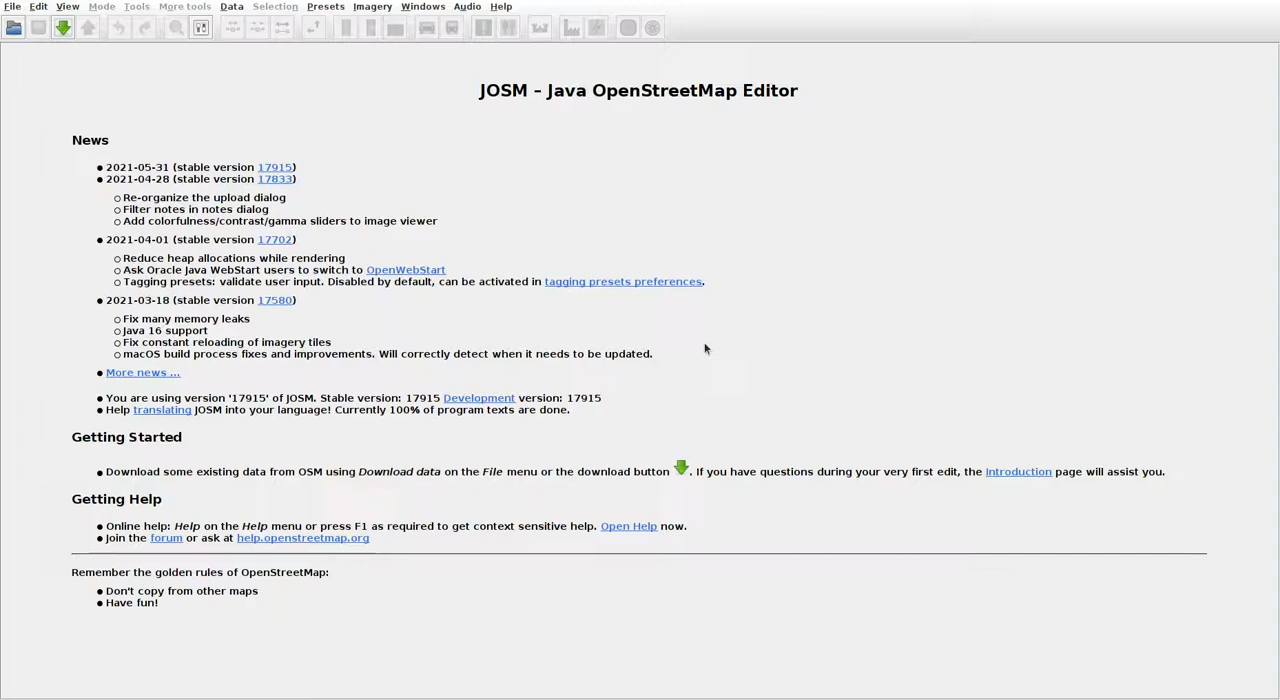 File Edit View Mode Tools More tools Data Selection Presets Imagery Windows Audio Help
JOSM – Java OpenStreetMap Editor
News
2021-05-31 (stable version 17915)
2021-04-28 (stable version 17833)
Re-organize the upload dialog
Filter notes in notes dialog
Add colorfulness/contrast/gamma sliders to image viewer
2021-04-01 (stable version 17702)
Reduce heap allocations while rendering
Ask Oracle Java WebStart users to switch to OpenWebStart
Tagging presets: validate user input. Disabled by default, can be activated in tagging presets preferences.
2021-03-18 (stable version 17580)
Fix many memory leaks
Java 16 support
Fix constant reloading of imagery tiles
macOS build process fixes and improvements. Will correctly detect when it needs to be updated.
More news ...
You are using version '17915' of JOSM. Stable version: 17915 Development version: 17915
Help translating JOSM into your language! Currently 100% of program texts are done.
Getting Started
Download some existing data from OSM using Download data on the File menu or the download button . If you have questions during your very first edit, the Introduction page will assist you.
Getting Help
Online help: Help on the Help menu or press F1 as required to get context sensitive help. Open Help now.
Join the forum or ask at help.openstreetmap.org
Remember the golden rules of OpenStreetMap:
Don't copy from other maps
Have fun!